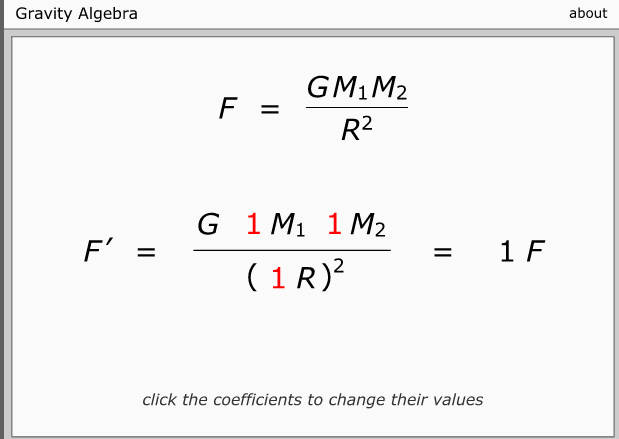 Gravity Algebra about
F = GM₁M₂ / R²
F′ = G 1 M₁ 1 M₂ / ( 1 R )² = 1 F
click the coefficients to change their values